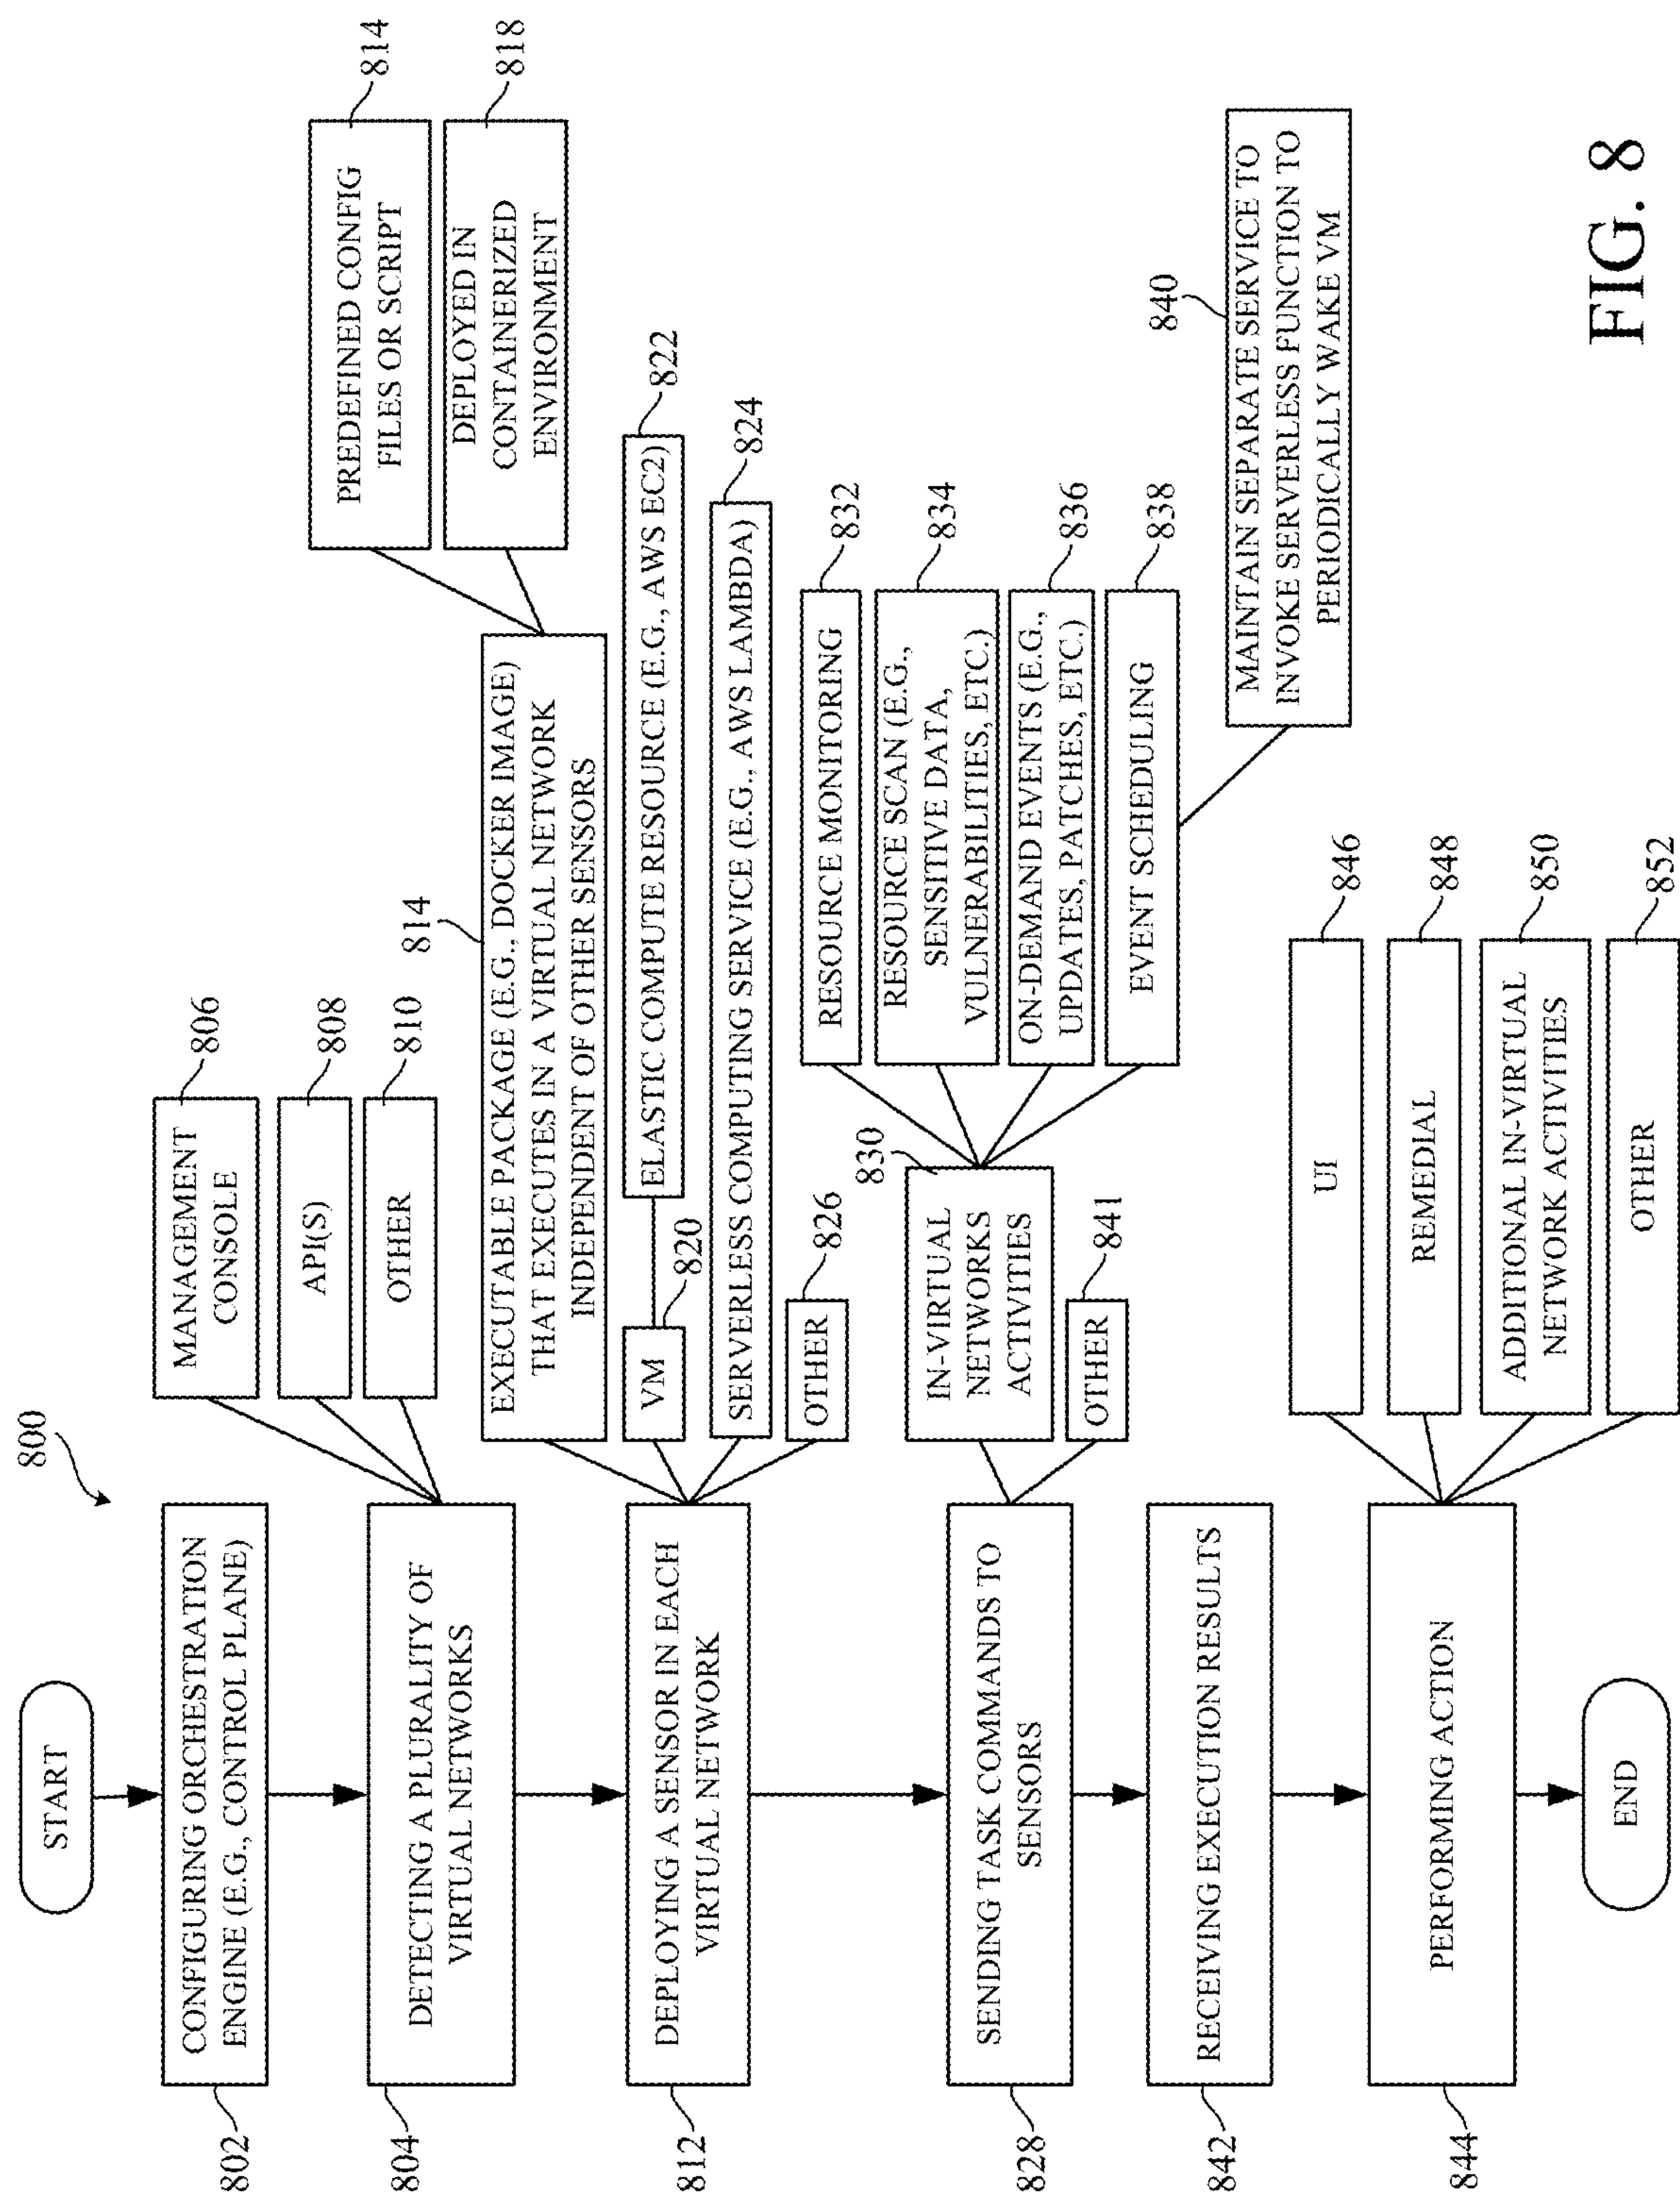 800
START
CONFIGURING ORCHESTRATION
ENGINE (E.G., CONTROL PLANE)
802
DETECTING A PLURALITY OF
VIRTUAL NETWORKS
804
MANAGEMENT
CONSOLE
806
API(S)
808
OTHER
810
DEPLOYING A SENSOR IN EACH
VIRTUAL NETWORK
812
EXECUTABLE PACKAGE (E.G., DOCKER IMAGE)
THAT EXECUTES IN A VIRTUAL NETWORK
INDEPENDENT OF OTHER SENSORS
814
PREDEFINED CONFIG
FILES OR SCRIPT
814
DEPLOYED IN
CONTAINERIZED
ENVIRONMENT
818
VM
820
ELASTIC COMPUTE RESOURCE (E.G., AWS EC2)
822
SERVERLESS COMPUTING SERVICE (E.G., AWS LAMBDA)
824
OTHER
826
SENDING TASK COMMANDS TO
SENSORS
828
IN-VIRTUAL
NETWORKS
ACTIVITIES
830
RESOURCE MONITORING
832
RESOURCE SCAN (E.G.,
SENSITIVE DATA,
VULNERABILITIES, ETC.)
834
ON-DEMAND EVENTS (E.G.,
UPDATES, PATCHES, ETC.)
836
EVENT SCHEDULING
838
MAINTAIN SEPARATE SERVICE TO
INVOKE SERVERLESS FUNCTION TO
PERIODICALLY WAKE VM
840
OTHER
841
RECEIVING EXECUTION RESULTS
842
PERFORMING ACTION
844
UI
846
REMEDIAL
848
ADDITIONAL IN-VIRTUAL
NETWORK ACTIVITIES
850
OTHER
852
END
FIG. 8